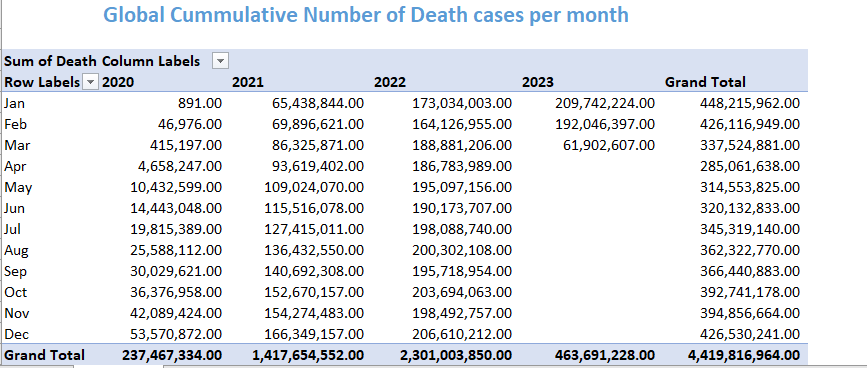 Global Cummulative Number of Death cases per month
Sum of Death Column Labels
Row Labels 2020 2021 2022 2023 Grand Total
Jan 891.00 65,438,844.00 173,034,003.00 209,742,224.00 448,215,962.00
Feb 46,976.00 69,896,621.00 164,126,955.00 192,046,397.00 426,116,949.00
Mar 415,197.00 86,325,871.00 188,881,206.00 61,902,607.00 337,524,881.00
Apr 4,658,247.00 93,619,402.00 186,783,989.00 285,061,638.00
May 10,432,599.00 109,024,070.00 195,097,156.00 314,553,825.00
Jun 14,443,048.00 115,516,078.00 190,173,707.00 320,132,833.00
Jul 19,815,389.00 127,415,011.00 198,088,740.00 345,319,140.00
Aug 25,588,112.00 136,432,550.00 200,302,108.00 362,322,770.00
Sep 30,029,621.00 140,692,308.00 195,718,954.00 366,440,883.00
Oct 36,376,958.00 152,670,157.00 203,694,063.00 392,741,178.00
Nov 42,089,424.00 154,274,483.00 198,492,757.00 394,856,664.00
Dec 53,570,872.00 166,349,157.00 206,610,212.00 426,530,241.00
Grand Total 237,467,334.00 1,417,654,552.00 2,301,003,850.00 463,691,228.00 4,419,816,964.00